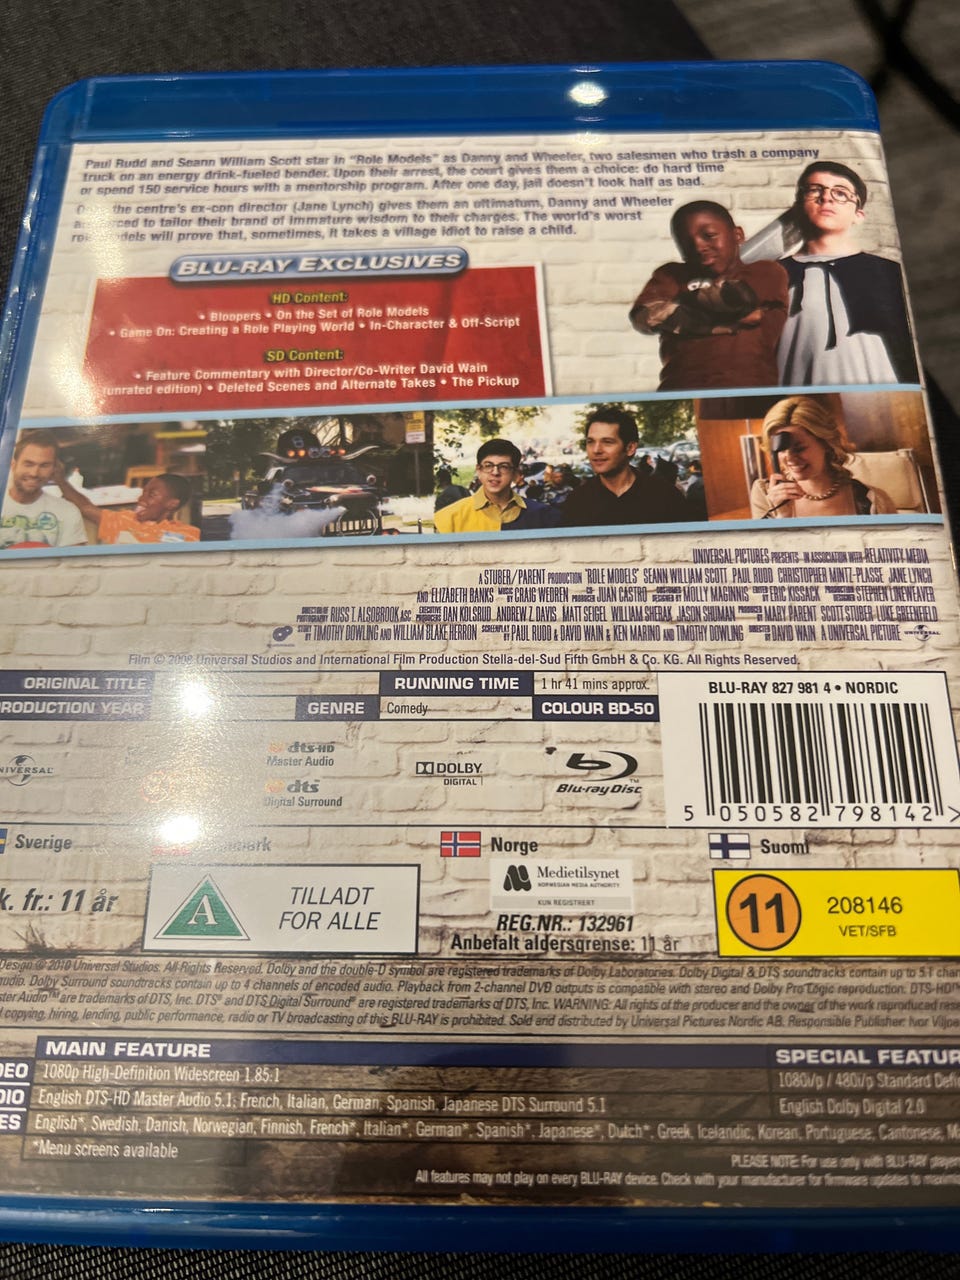 Paul Rudd and Seann William Scott star in "Role Models" as Danny and Wheeler, two salesmen who trash a company
truck on an energy drink-fueled bender. Upon their arrest, the court gives them a choice: do hard time
or spend 150 service hours with a mentorship program. After one day, jail doesn't look half as bad.
the centre's ex-con director (Jane Lynch) gives them an ultimatum, Danny and Wheeler
to tailor their brand of immature wisdom to their charges. The world's worst
will prove that, sometimes, it takes a village idiot to raise a child.
BLU-RAY EXCLUSIVES
HD Content:
• Bloopers • On the Set of Role Models
• Game On: Creating a Role Playing World • In-Character & Off-Script
SD Content:
• Feature Commentary with Director/Co-Writer David Wain
(unrated edition) • Deleted Scenes and Alternate Takes • The Pickup
UNIVERSAL PICTURES PRESENTS IN ASSOCIATION WITH RELATIVITY MEDIA
A STUBER/PARENT PRODUCTION "ROLE MODELS" SEANN WILLIAM SCOTT PAUL RUDD CHRISTOPHER MINTZ-PLASSE JANE LYNCH
AND ELIZABETH BANKS MUSIC BY CRAIG WEDREN CO-PRODUCER JUAN CASTRO COSTUMES DESIGNED BY MOLLY MAGINNIS EDITED BY ERIC KISSACK PRODUCTION DESIGNER STEPHEN LINEWEAVER
DIRECTOR OF PHOTOGRAPHY RUSS T. ALSOBROOK ASC EXECUTIVE PRODUCERS DAN KOLSRUD ANDREW Z. DAVIS MATT SEIGEL WILLIAM SHERAK JASON SHUMAN PRODUCED BY MARY PARENT SCOTT STUBER LUKE GREENFIELD
STORY BY TIMOTHY DOWLING AND WILLIAM BLAKE HERRON SCREENPLAY BY PAUL RUDD & DAVID WAIN & KEN MARINO AND TIMOTHY DOWLING DIRECTED BY DAVID WAIN A UNIVERSAL PICTURE UNIVERSAL
Film © 2008 Universal Studios and International Film Production Stella-del-Sud Fifth GmbH & Co. KG. All Rights Reserved.
ORIGINAL TITLE
RUNNING TIME 1 hr 41 mins approx.
PRODUCTION YEAR
GENRE Comedy
COLOUR BD-50
BLU-RAY 827 981 4 • NORDIC
5 050582 798142 >
UNIVERSAL
dts-HD
Master Audio
dts
Digital Surround
DOLBY
DIGITAL
Blu-ray Disc
Sverige
Norge
Suomi
fr.: 11 år
A
TILLADT
FOR ALLE
Medietilsynet
NORWEGIAN MEDIA AUTHORITY
KUN REGISTRERT
REG.NR.: 132961
Anbefalt aldersgrense: 11 år
11
208146
VET/SFB
Design © 2010 Universal Studios. All Rights Reserved. Dolby and the double-D symbol are registered trademarks of Dolby Laboratories. Dolby Digital & DTS soundtracks contain up to 5.1
audio. Dolby Surround soundtracks contain up to 4 channels of encoded audio. Playback from 2-channel DVD outputs is compatible with stereo and Dolby Pro Logic reproduction. DTS-HD™
Audio™ are trademarks of DTS, Inc. DTS® and DTS Digital Surround® are registered trademarks of DTS, Inc. WARNING: All rights of the producer and the owner of the work reproduced
copying, hiring, lending, public performance, radio or TV broadcasting of this BLU-RAY is prohibited. Sold and distributed by Universal Pictures Nordic AB. Responsible Publisher: Ivor
MAIN FEATURE
SPECIAL
1080p High-Definition Widescreen 1.85:1
1080i/p / 480i/p Standard
English DTS-HD Master Audio 5.1; French, Italian, German, Spanish, Japanese DTS Surround 5.1
English Dolby Digital 2.0
English*, Swedish, Danish, Norwegian, Finnish, French*, Italian*, German*, Spanish*, Japanese*, Dutch*, Greek, Icelandic, Korean, Portuguese, Cantonese,
*Menu screens available
PLEASE NOTE: For use only with BLU-RAY
All features may not play on every BLU-RAY device. Check with your manufacturer for firmware updates to